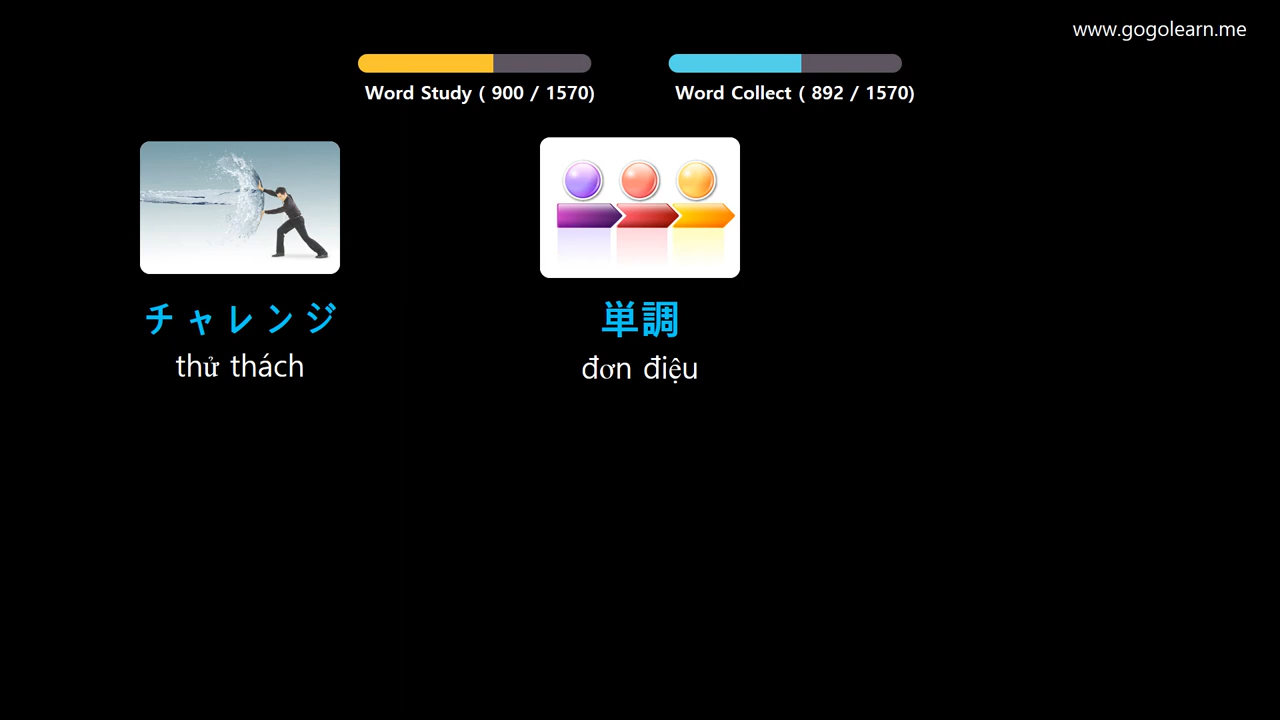 www.gogolearn.me
Word Study ( 900 / 1570)
Word Collect ( 892 / 1570)
チャレンジ
thử thách
単調
đơn điệu